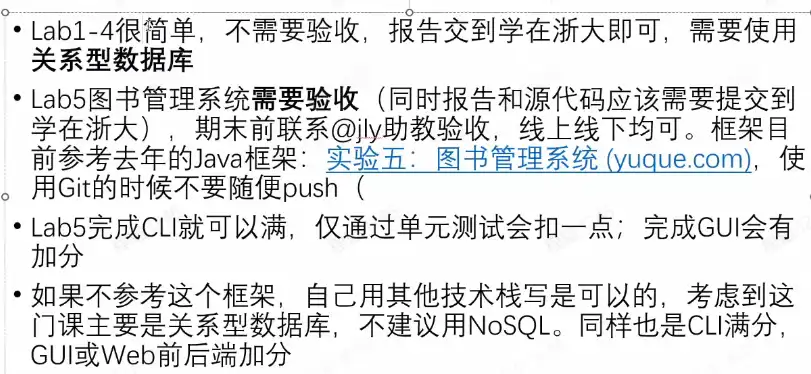 • Lab1-4很简单，不需要验收，报告交到学在浙大即可，需要使用
关系型数据库
• Lab5图书管理系统需要验收（同时报告和源代码应该需要提交到
学在浙大），期末前联系@jly助教验收，线上线下均可。框架目
前参考去年的Java框架：实验五：图书管理系统 (yuque.com)，使
用Git的时候不要随便push（
• Lab5完成CLI就可以满，仅通过单元测试会扣一点；完成GUI会有
加分
• 如果不参考这个框架，自己用其他技术栈写是可以的，考虑到这
门课主要是关系型数据库，不建议用NoSQL。同样也是CLI满分，
GUI或Web前后端加分